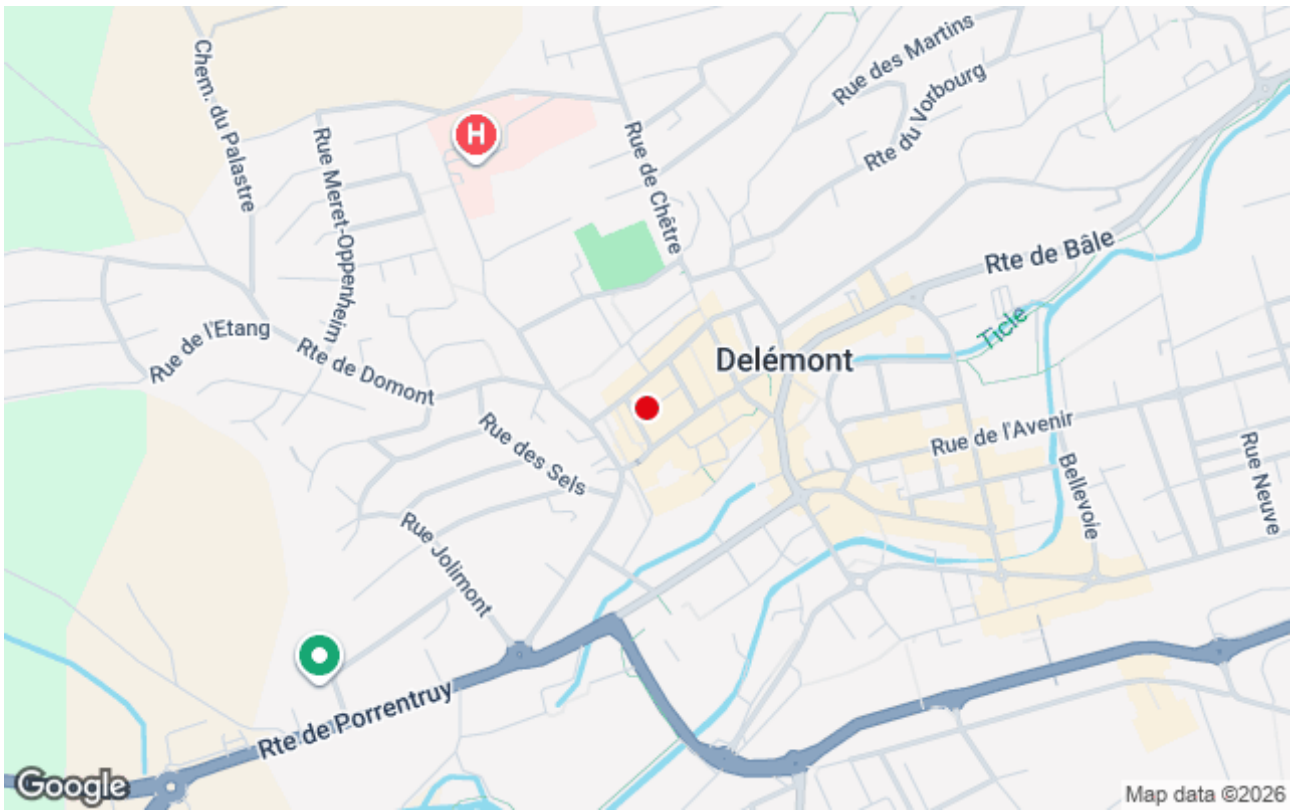 Rue des Martins
Chem. du Palastre
Rue Meret-Oppenheim
H
Rue de Chêtre
Rte du Vorbourg
Rte de Bâle
Ticle
Rue de l'Etang
Rte de Domont
Delémont
Rue des Sels
Rue de l'Avenir
Bellevoie
Rue Neuve
Rue Jolimont
Rte de Porrentruy
Google
Map data ©2026